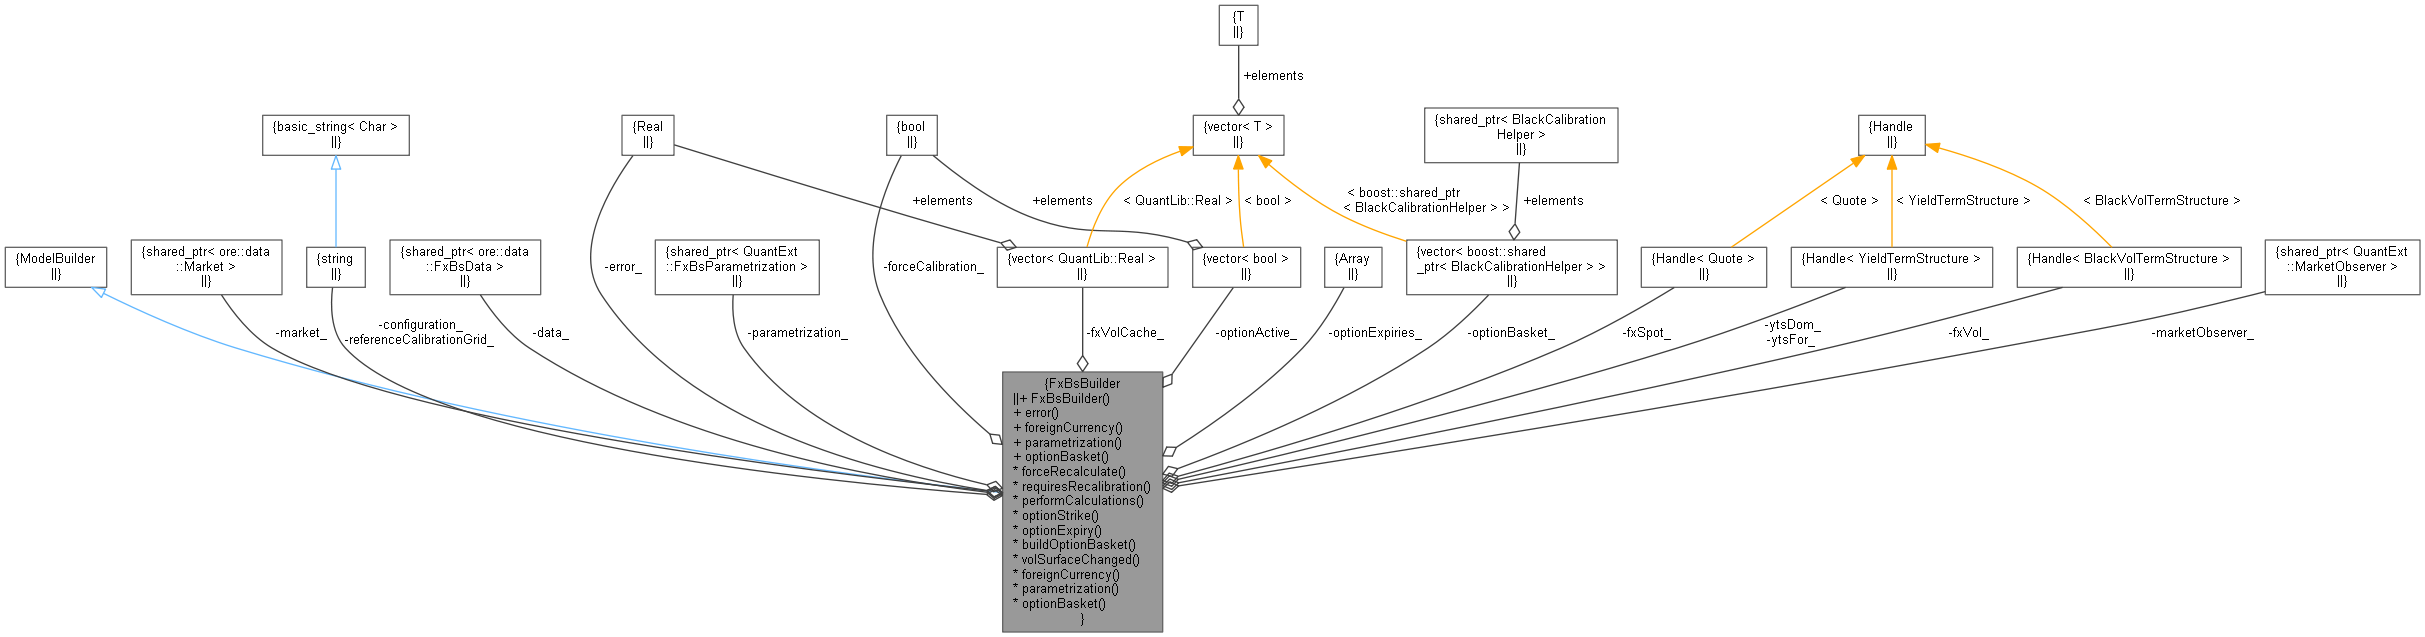 {T
||}
+elements
{basic_string< Char >
||}
{Real
||}
{bool
||}
{vector< T >
||}
{shared_ptr< BlackCalibration
Helper >
||}
{Handle
||}
+elements
+elements
< QuantLib::Real >
< bool >
< boost::shared_ptr
< BlackCalibrationHelper > >
+elements
< Quote >
< YieldTermStructure >
< BlackVolTermStructure >
{ModelBuilder
||}
{shared_ptr< ore::data
::Market >
||}
{string
||}
{shared_ptr< ore::data
::FxBsData >
||}
-error_
{shared_ptr< QuantExt
::FxBsParametrization >
||}
-forceCalibration_
{vector< QuantLib::Real >
||}
{vector< bool >
||}
{Array
||}
{vector< boost::shared
_ptr< BlackCalibrationHelper > >
||}
{Handle< Quote >
||}
{Handle< YieldTermStructure >
||}
{Handle< BlackVolTermStructure >
||}
{shared_ptr< QuantExt
::MarketObserver >
||}
-market_
-configuration_
-referenceCalibrationGrid_
-data_
-parametrization_
-fxVolCache_
-optionActive_
-optionExpiries_
-optionBasket_
-fxSpot_
-ytsDom_
-ytsFor_
-fxVol_
-marketObserver_
{FxBsBuilder
||+ FxBsBuilder()
+ error()
+ foreignCurrency()
+ parametrization()
+ optionBasket()
* forceRecalculate()
* requiresRecalibration()
* performCalculations()
* optionStrike()
* optionExpiry()
* buildOptionBasket()
* volSurfaceChanged()
* foreignCurrency()
* parametrization()
* optionBasket()
}